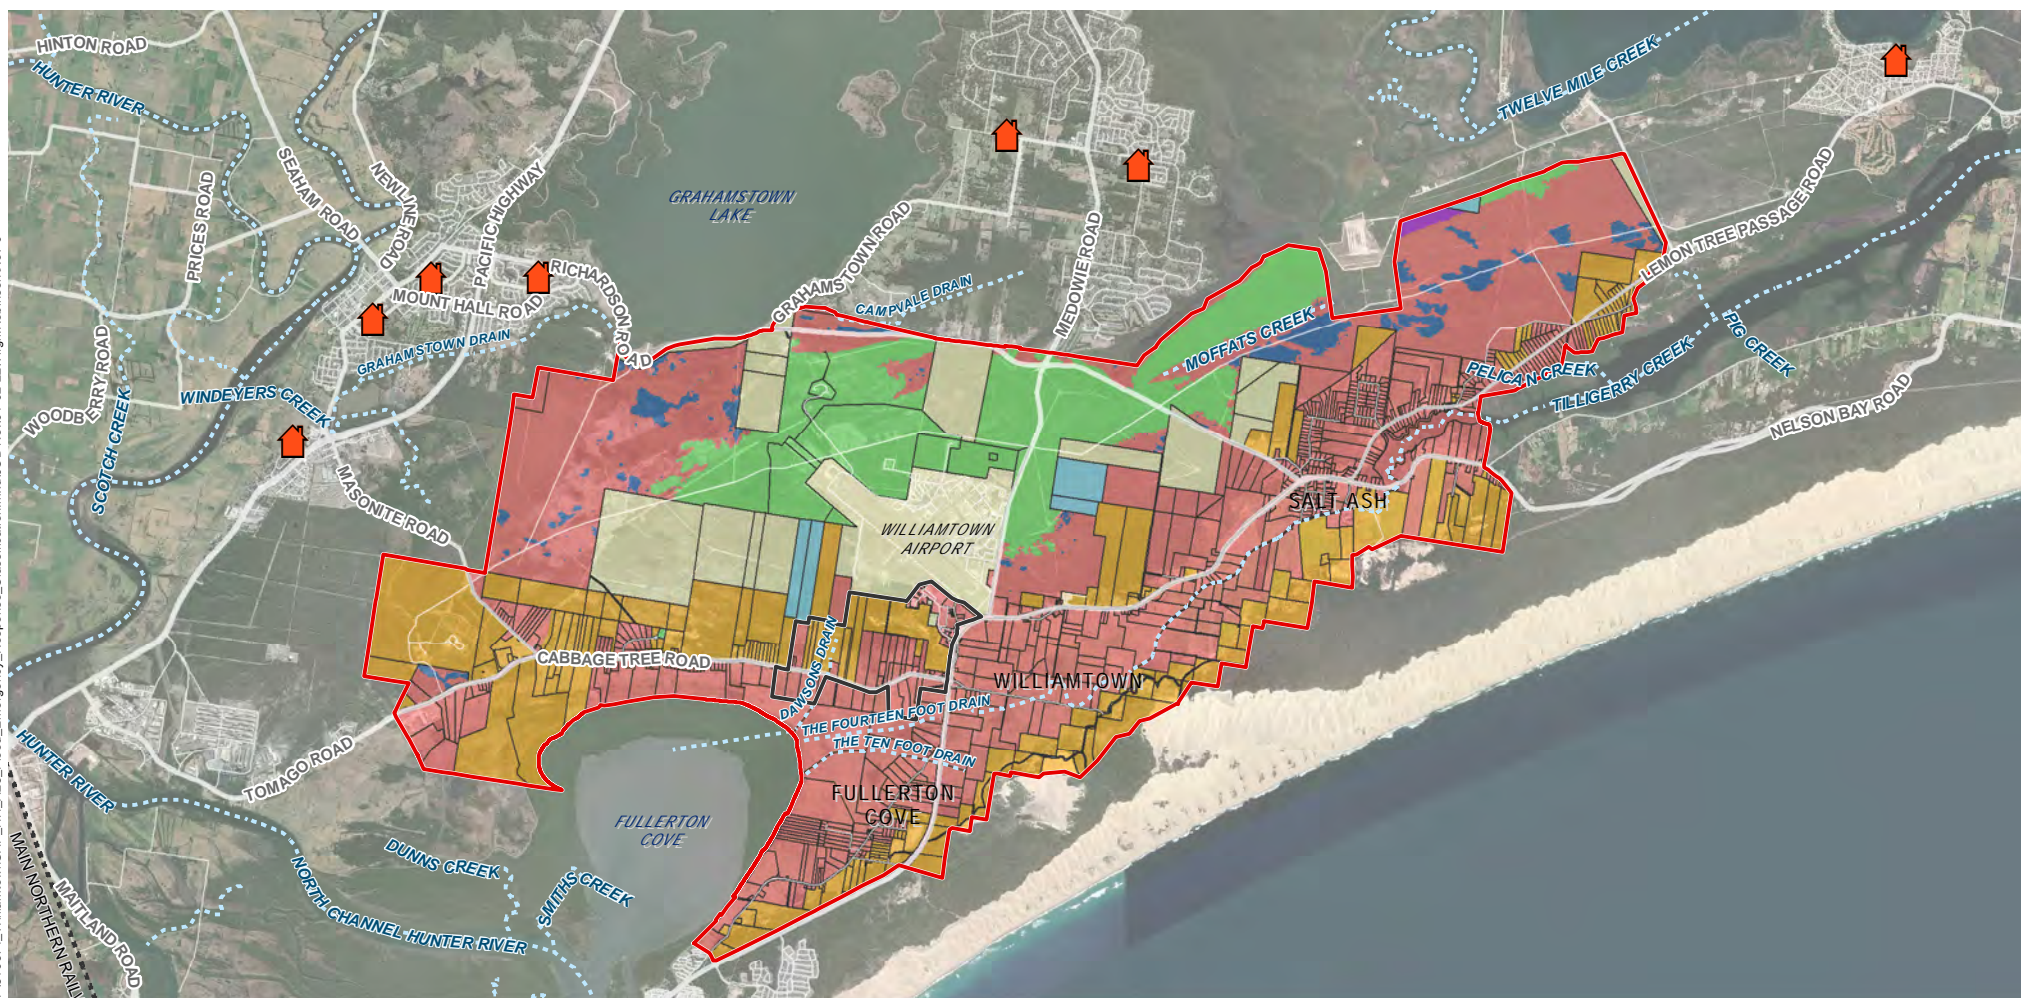 HINTON ROAD
HUNTER RIVER
SEAHAM ROAD
NEWLINE ROAD
PACIFIC HIGHWAY
PRICES ROAD
MOUNT HALL ROAD
RICHARDSON ROAD
GRAHAMSTOWN DRAIN
GRAHAMSTOWN
LAKE
GRAHAMSTOWN ROAD
CAMPVALE DRAIN
MEDOWIE ROAD
MOFFATS CREEK
TWELVE MILE CREEK
LEMON TREE PASSAGE ROAD
PIG CREEK
PELICAN CREEK
TILLIGERRY CREEK
NELSON BAY ROAD
WOODBERRY ROAD
SCOTCH CREEK
WINDEYERS CREEK
MASONITE ROAD
SALT ASH
WILLIAMTOWN
AIRPORT
CABBAGE TREE ROAD
DAWSONS DRAIN
WILLIAMTOWN
THE FOURTEEN FOOT DRAIN
THE TEN FOOT DRAIN
TOMAGO ROAD
HUNTER RIVER
FULLERTON
COVE
FULLERTON
COVE
DUNNS CREEK
SMITHS CREEK
NORTH CHANNEL HUNTER RIVER
MAITLAND ROAD
MAIN NORTHERN RAILW